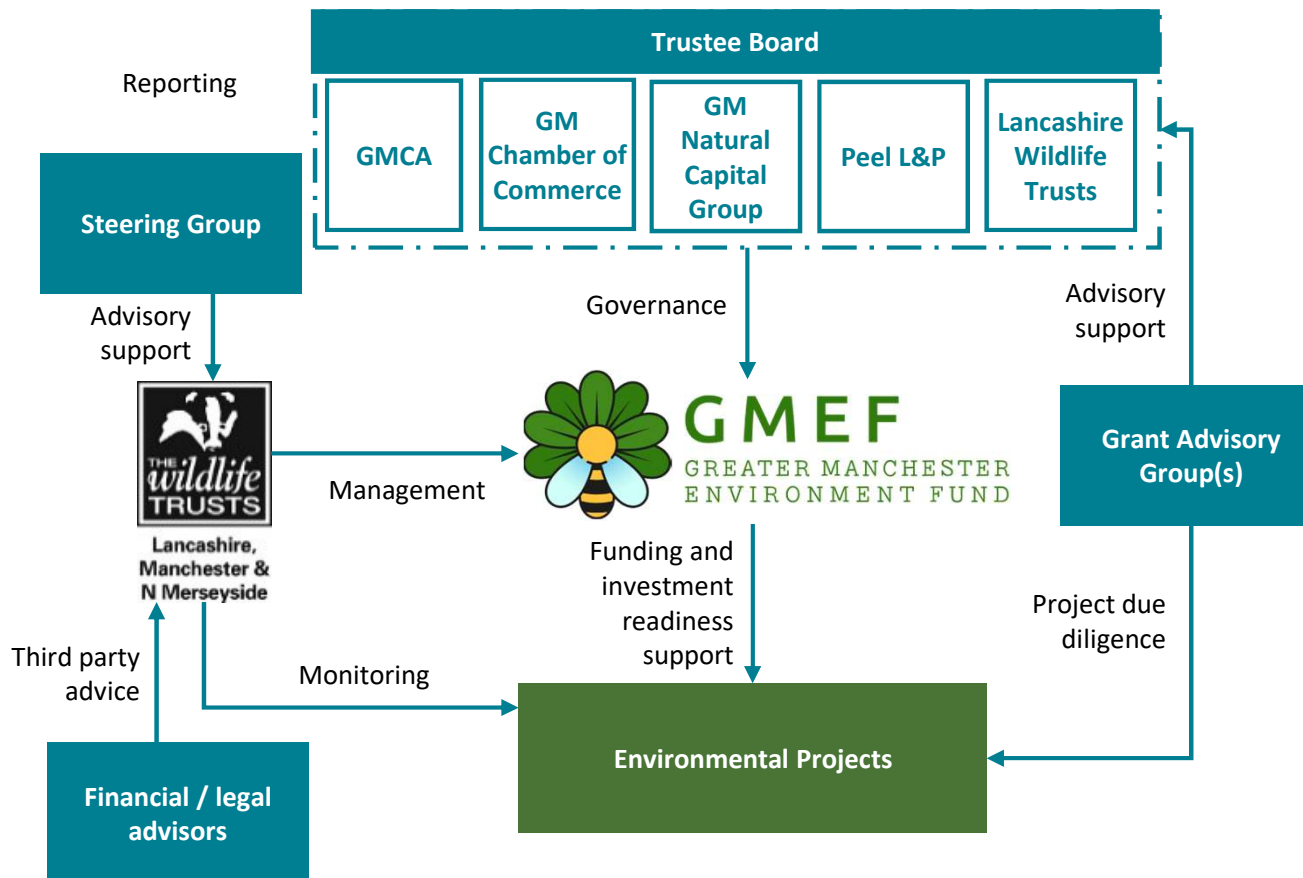 Trustee Board
Reporting
GMCA
GM
Chamber of
Commerce
GM
Natural
Capital
Group
Peel L&P
Lancashire
Wildlife
Trusts
Steering Group
Advisory
support
Governance
Advisory
support
THE
wildlife
TRUSTS
Lancashire,
Manchester &
N Merseyside
Management
GMEF
GREATER MANCHESTER
ENVIRONMENT FUND
Grant Advisory
Group(s)
Funding and
investment
readiness
support
Project due
diligence
Third party
advice
Monitoring
Environmental Projects
Financial / legal
advisors